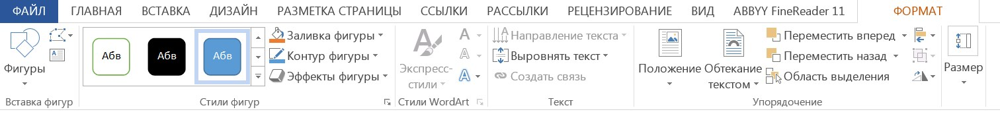 ФАЙЛ ГЛАВНАЯ ВСТАВКА ДИЗАЙН РАЗМЕТКА СТРАНИЦЫ ССЫЛКИ РАССЫЛКИ РЕЦЕНЗИРОВАНИЕ ВИД ABBYY FineReader 11 ФОРМАТ
Фигуры
Вставка фигур
Абв Абв Абв
Заливка фигуры
Контур фигуры
Эффекты фигуры
Стили фигур
Экспресс-
стили
A
A
A
Стили WordArt
Направление текста
Выровнять текст
Создать связь
Текст
Положение
Обтекание
текстом
Переместить вперед
Переместить назад
Область выделения
Упорядочение
Размер